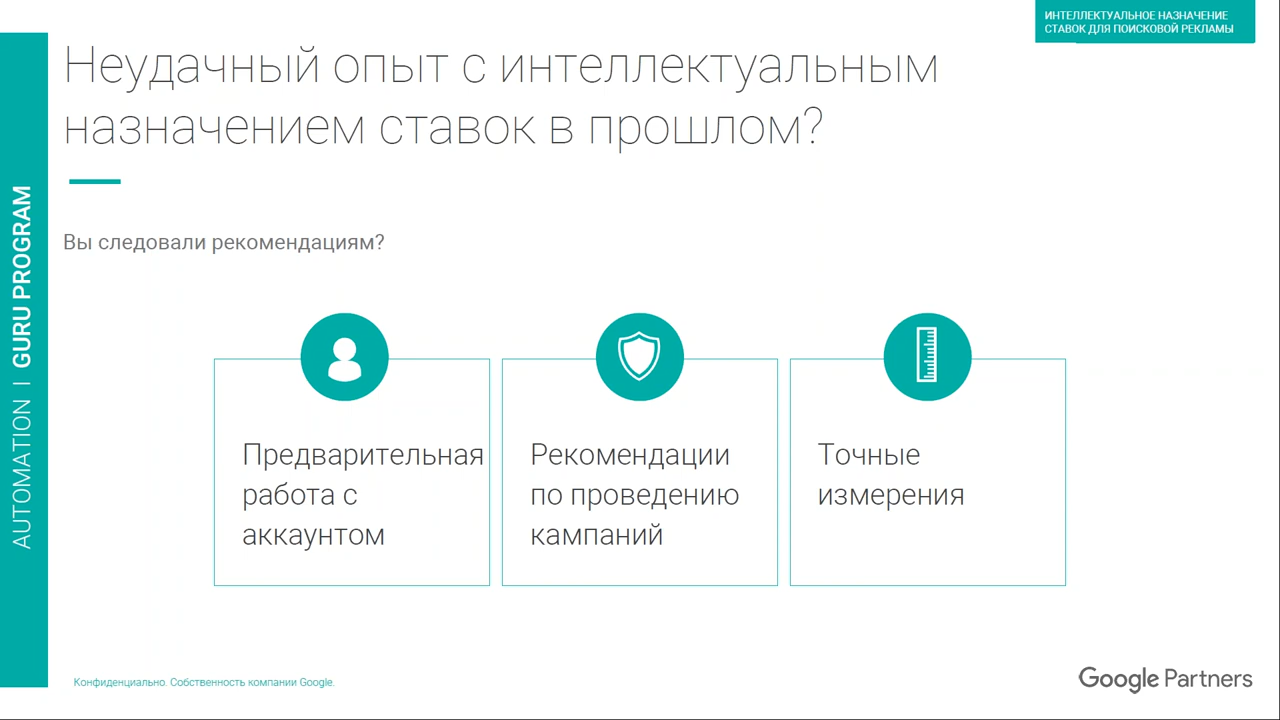 ИНТЕЛЛЕКТУАЛЬНОЕ НАЗНАЧЕНИЕ
СТАВОК ДЛЯ ПОИСКОВОЙ РЕКЛАМЫ
Неудачный опыт с интеллектуальным
назначением ставок в прошлом?
AUTOMATION | GURU PROGRAM
Вы следовали рекомендациям?
Предварительная
работа с
аккаунтом
Рекомендации
по проведению
кампаний
Точные
измерения
Конфиденциально. Собственность компании Google.
Google Partners